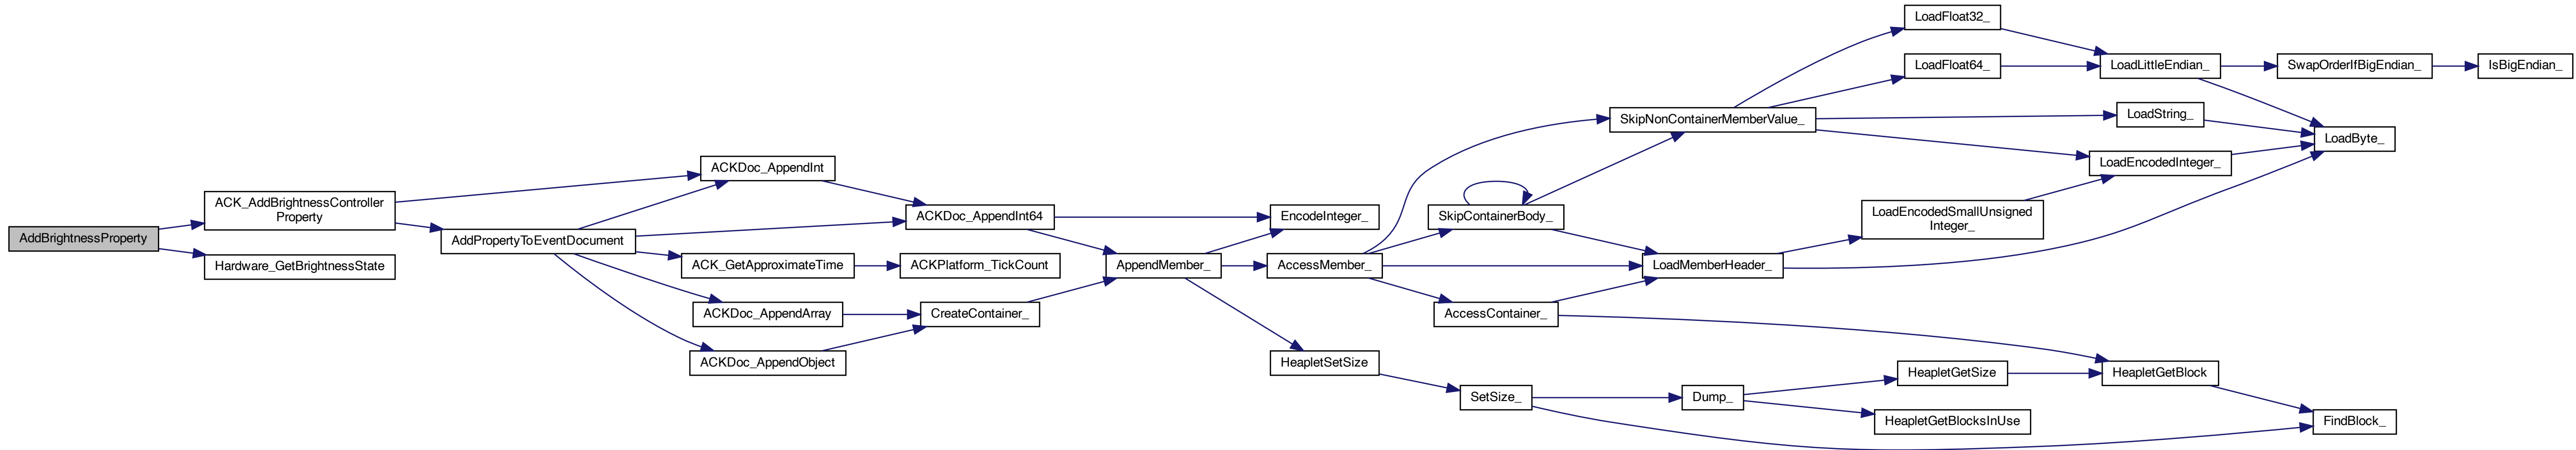 AddBrightnessProperty
ACK_AddBrightnessController
Property
Hardware_GetBrightnessState
AddPropertyToEventDocument
ACKDoc_AppendInt
ACKDoc_AppendInt64
ACK_GetApproximateTime
ACKPlatform_TickCount
ACKDoc_AppendArray
CreateContainer_
ACKDoc_AppendObject
AppendMember_
EncodeInteger_
AccessMember_
HeapletSetSize
SkipContainerBody_
AccessContainer_
SetSize_
SkipNonContainerMemberValue_
LoadMemberHeader_
Dump_
LoadFloat32_
LoadFloat64_
LoadEncodedSmallUnsigned
Integer_
HeapletGetSize
HeapletGetBlocksInUse
LoadLittleEndian_
LoadString_
LoadEncodedInteger_
HeapletGetBlock
SwapOrderIfBigEndian_
LoadByte_
FindBlock_
IsBigEndian_